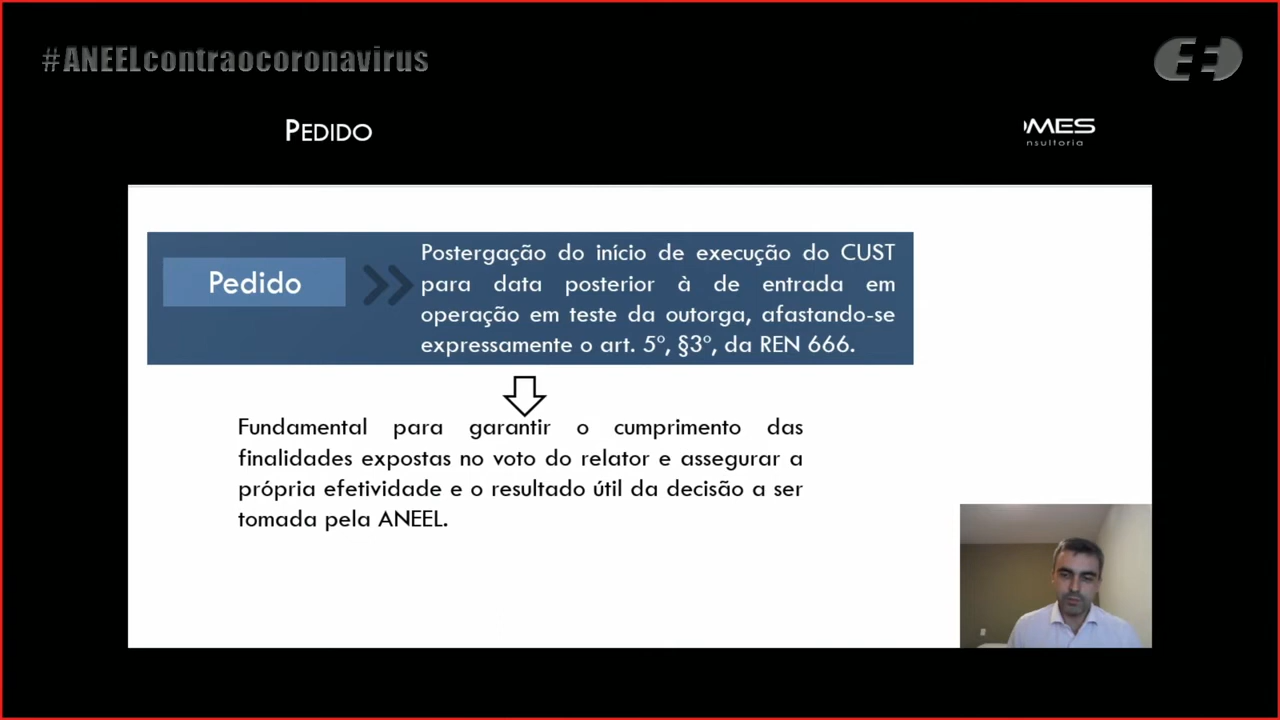 #ANEELcontraocoronavirus
PEDIDO
OMES
nsultoria
Pedido
Postergação do início de execução do CUST
para data posterior à de entrada em
operação em teste da outorga, afastando-se
expressamente o art. 5º, §3º, da REN 666.
Fundamental para garantir o cumprimento das
finalidades expostas no voto do relator e assegurar a
própria efetividade e o resultado útil da decisão a ser
tomada pela ANEEL.